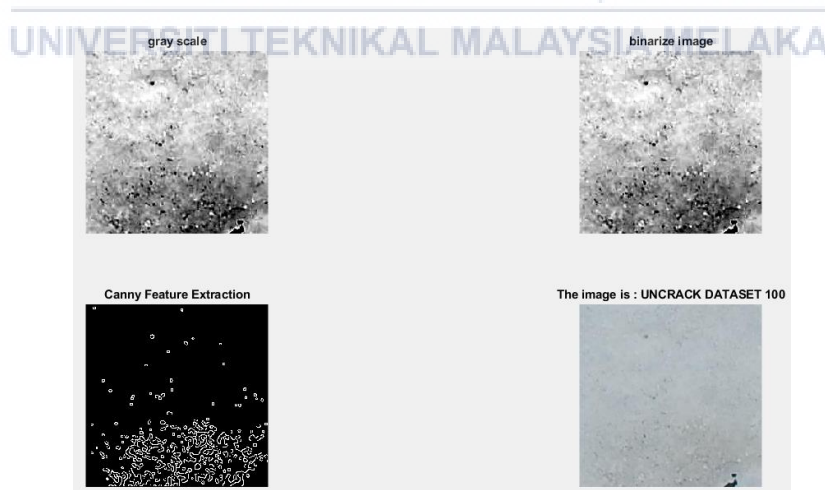 UNIVERSITI TEKNIKAL MALAYSIA MELAKA
gray scale
binarize image
Canny Feature Extraction
The image is : UNCRACK DATASET 100